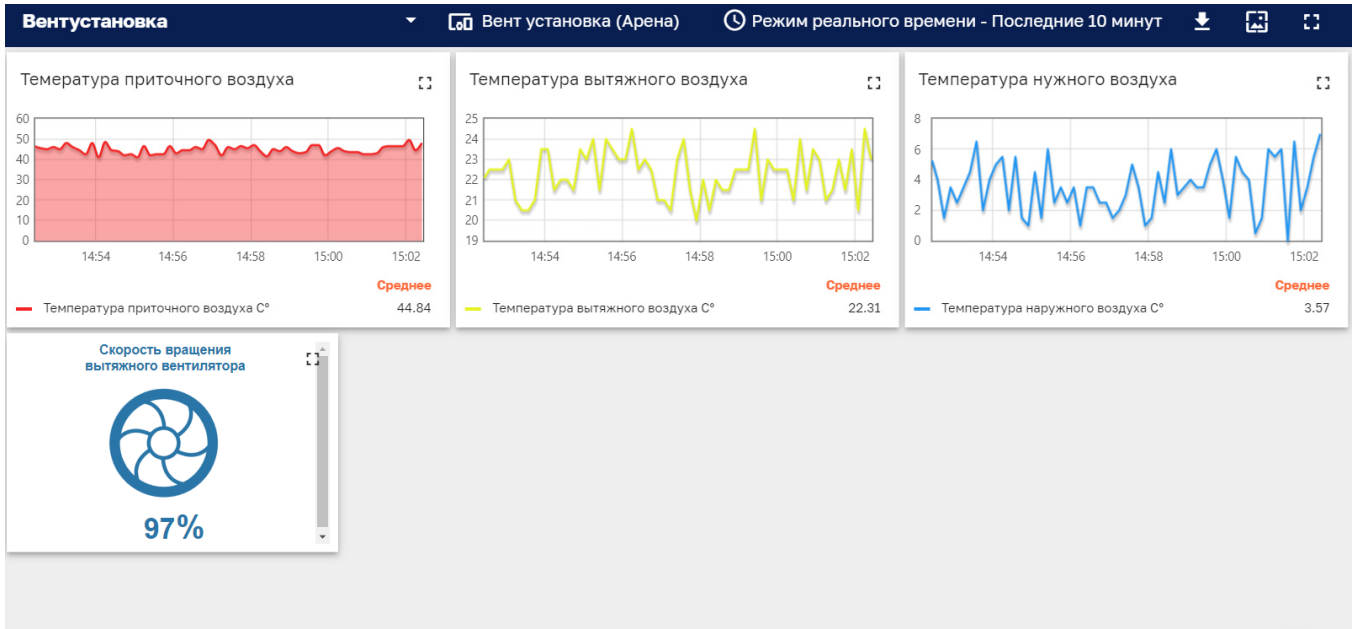 Вентустановка
Вент установка (Арена)
Режим реального времени - Последние 10 минут
Темература приточного воздуха
60
50
40
30
20
10
0
14:54 14:56 14:58 15:00 15:02
Среднее
Температура приточного воздуха C° 44.84
Температура вытяжного воздуха
25
24
23
22
21
20
19
14:54 14:56 14:58 15:00 15:02
Среднее
Температура вытяжного воздуха C° 22.31
Температура нужного воздуха
8
6
4
2
0
14:54 14:56 14:58 15:00 15:02
Среднее
Температура наружного воздуха C° 3.57
Скорость вращения
вытяжного вентилятора
97%